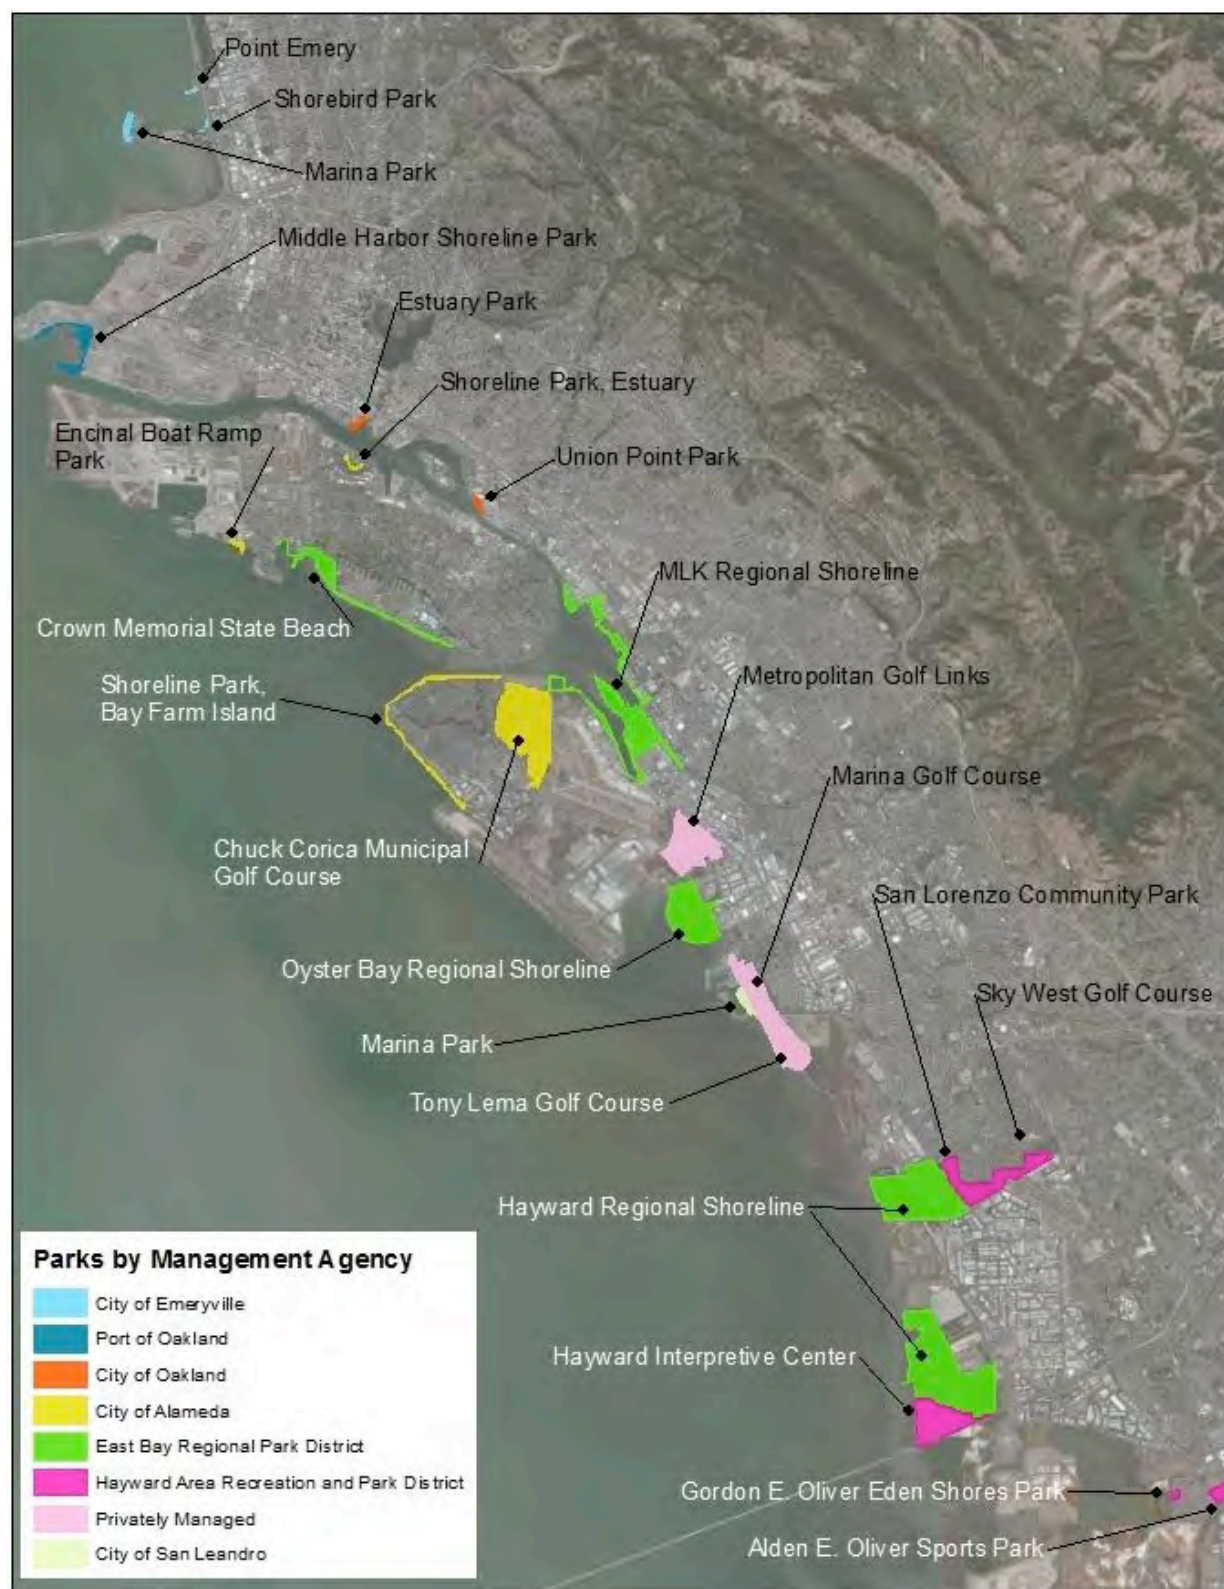 Point Emery
Shorebird Park
Marina Park
Middle Harbor Shoreline Park
Estuary Park
Shoreline Park, Estuary
Encinal Boat Ramp
Park
Union Point Park
MLK Regional Shoreline
Crown Memorial State Beach
Metropolitan Golf Links
Shoreline Park,
Bay Farm Island
Marina Golf Course
Chuck Corica Municipal
Golf Course
San Lorenzo Community Park
Oyster Bay Regional Shoreline
Sky West Golf Course
Marina Park
Tony Lema Golf Course
Hayward Regional Shoreline
Hayward Interpretive Center
Gordon E. Oliver Eden Shores Park
Alden E. Oliver Sports Park
Parks by Management Agency
City of Emeryville
Port of Oakland
City of Oakland
City of Alameda
East Bay Regional Park District
Hayward Area Recreation and Park District
Privately Managed
City of San Leandro